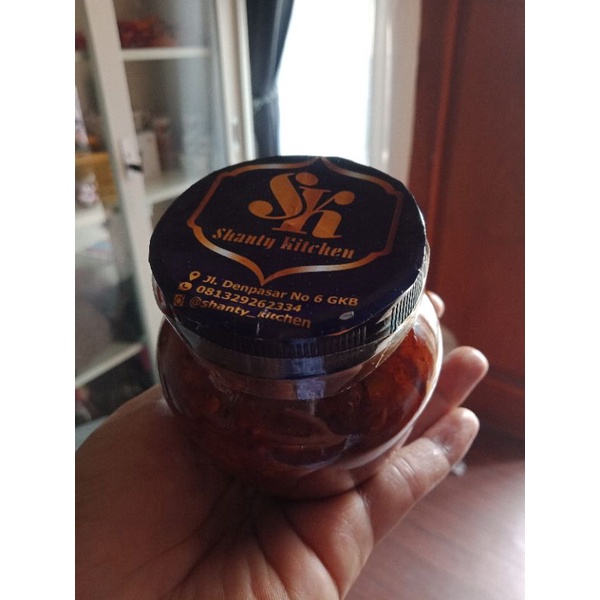 SK
Shanty Kitchen
Jl. Denpasar No 6 GKB
081329262334
@shanty_kitchen